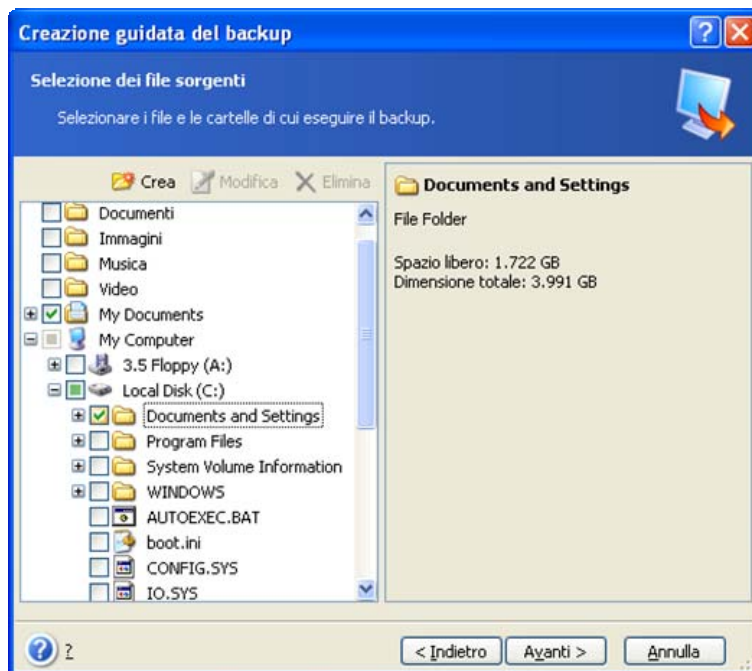 Creazione guidata del backup
Selezione dei file sorgenti
Selezionare i file e le cartelle di cui eseguire il backup.
Crea Modifica Elimina
Documenti
Immagini
Musica
Video
My Documents
My Computer
3.5 Floppy (A:)
Local Disk (C:)
Documents and Settings
Program Files
System Volume Information
WINDOWS
AUTOEXEC.BAT
boot.ini
CONFIG.SYS
IO.SYS
Documents and Settings
File Folder
Spazio libero: 1.722 GB
Dimensione totale: 3.991 GB
? < Indietro Avanti > Annulla